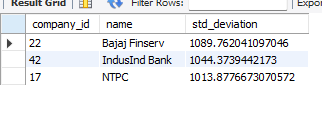 Result Grid Filter Rows:
company_id name std_deviation
22 Bajaj Finserv 1089.762041097046
42 IndusInd Bank 1044.3739442173
17 NTPC 1013.8776673070572